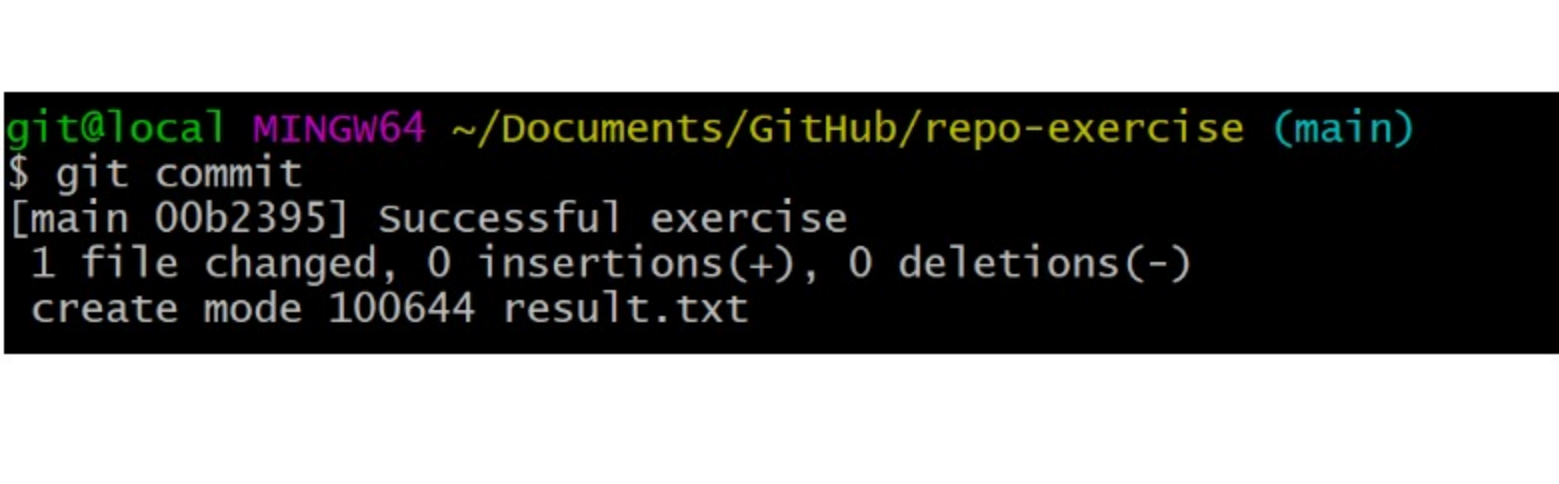 git@local MINGW64 ~/Documents/GitHub/repo-exercise (main)
$ git commit
[main 00b2395] Successful exercise
1 file changed, 0 insertions(+), 0 deletions(-)
create mode 100644 result.txt